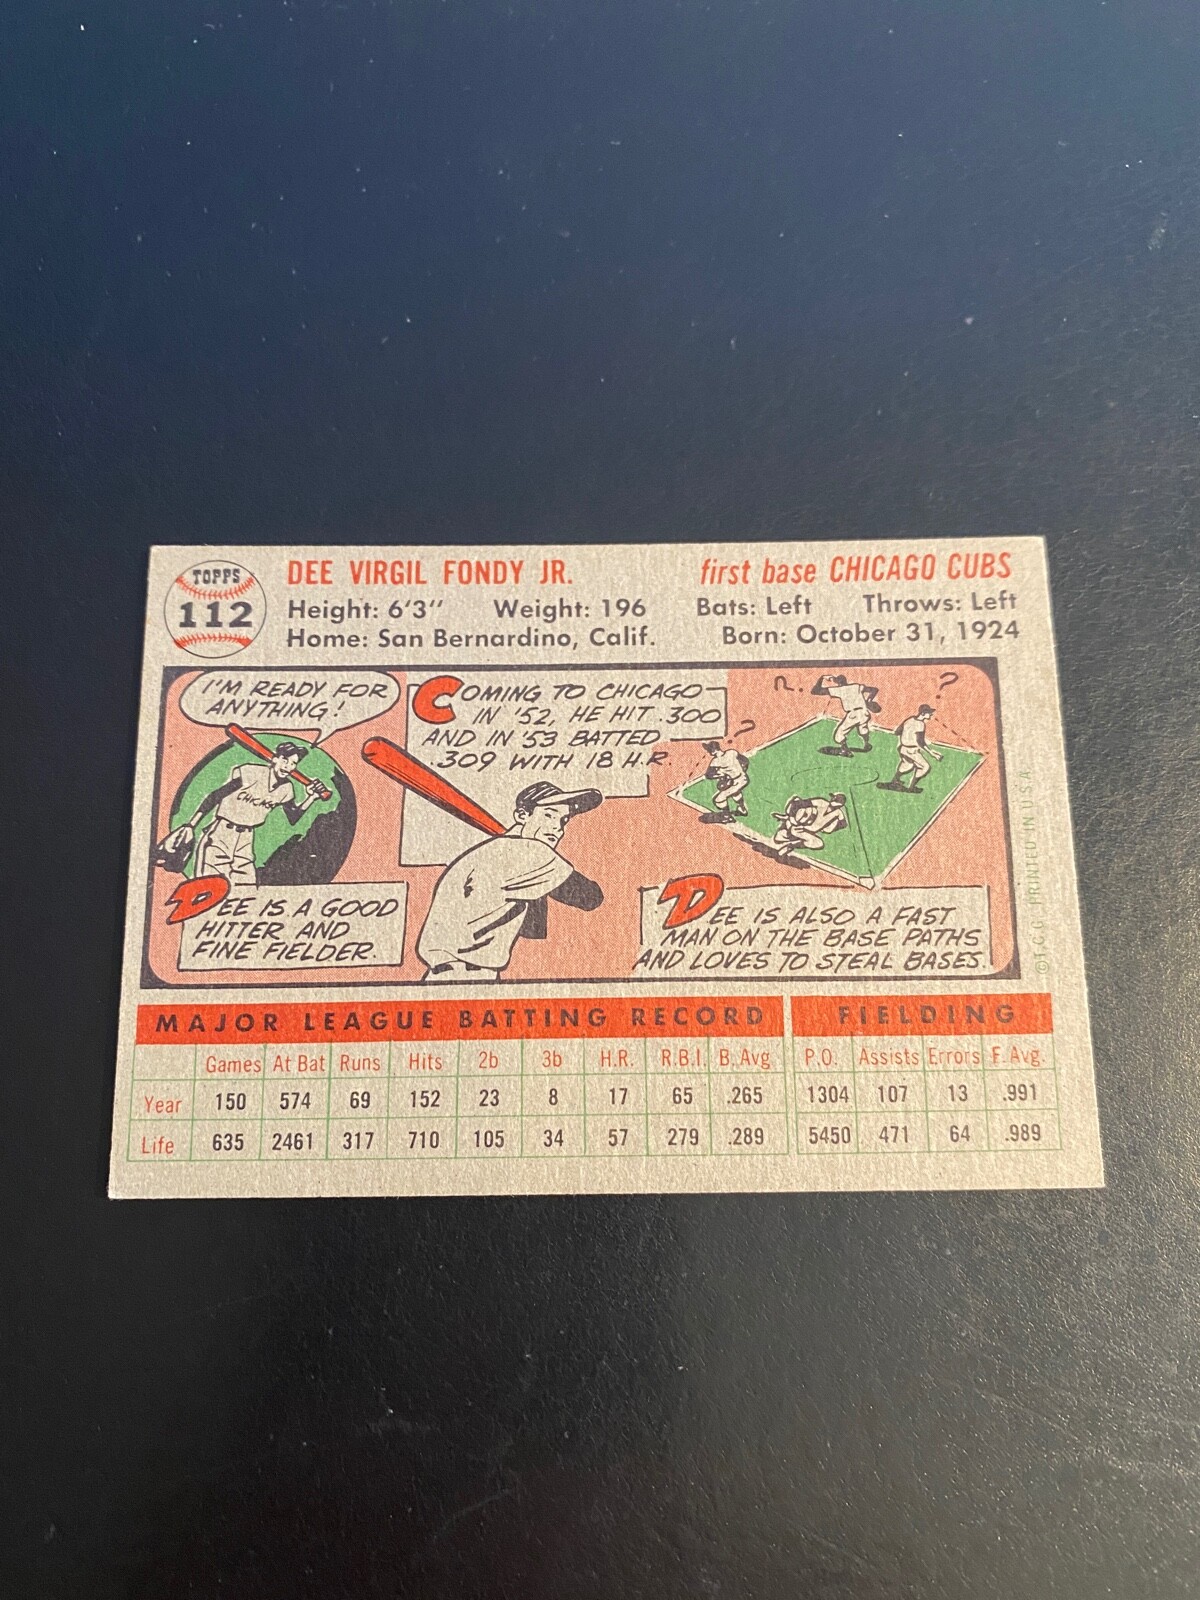 TOPPS
112
DEE VIRGIL FONDY JR. first base CHICAGO CUBS
Height: 6'3" Weight: 196 Bats: Left Throws: Left
Home: San Bernardino, Calif. Born: October 31, 1924
I'M READY FOR
ANYTHING!
CHICAGO
DEE IS A GOOD
HITTER AND
FINE FIELDER.
COMING TO CHICAGO
IN '52, HE HIT .300
AND IN '53 BATTED
.309 WITH 18 H.R.
?
?
DEE IS ALSO A FAST
MAN ON THE BASE PATHS
AND LOVES TO STEAL BASES.
©T.C.G. PRINTED IN U.S.A.
MAJOR LEAGUE BATTING RECORD FIELDING
Games At Bat Runs Hits 2b 3b H.R. R.B.I. B. Avg P.O. Assists Errors F. Avg.
Year 150 574 69 152 23 8 17 65 .265 1304 107 13 .991
Life 635 2461 317 710 105 34 57 279 .289 5450 471 64 .989